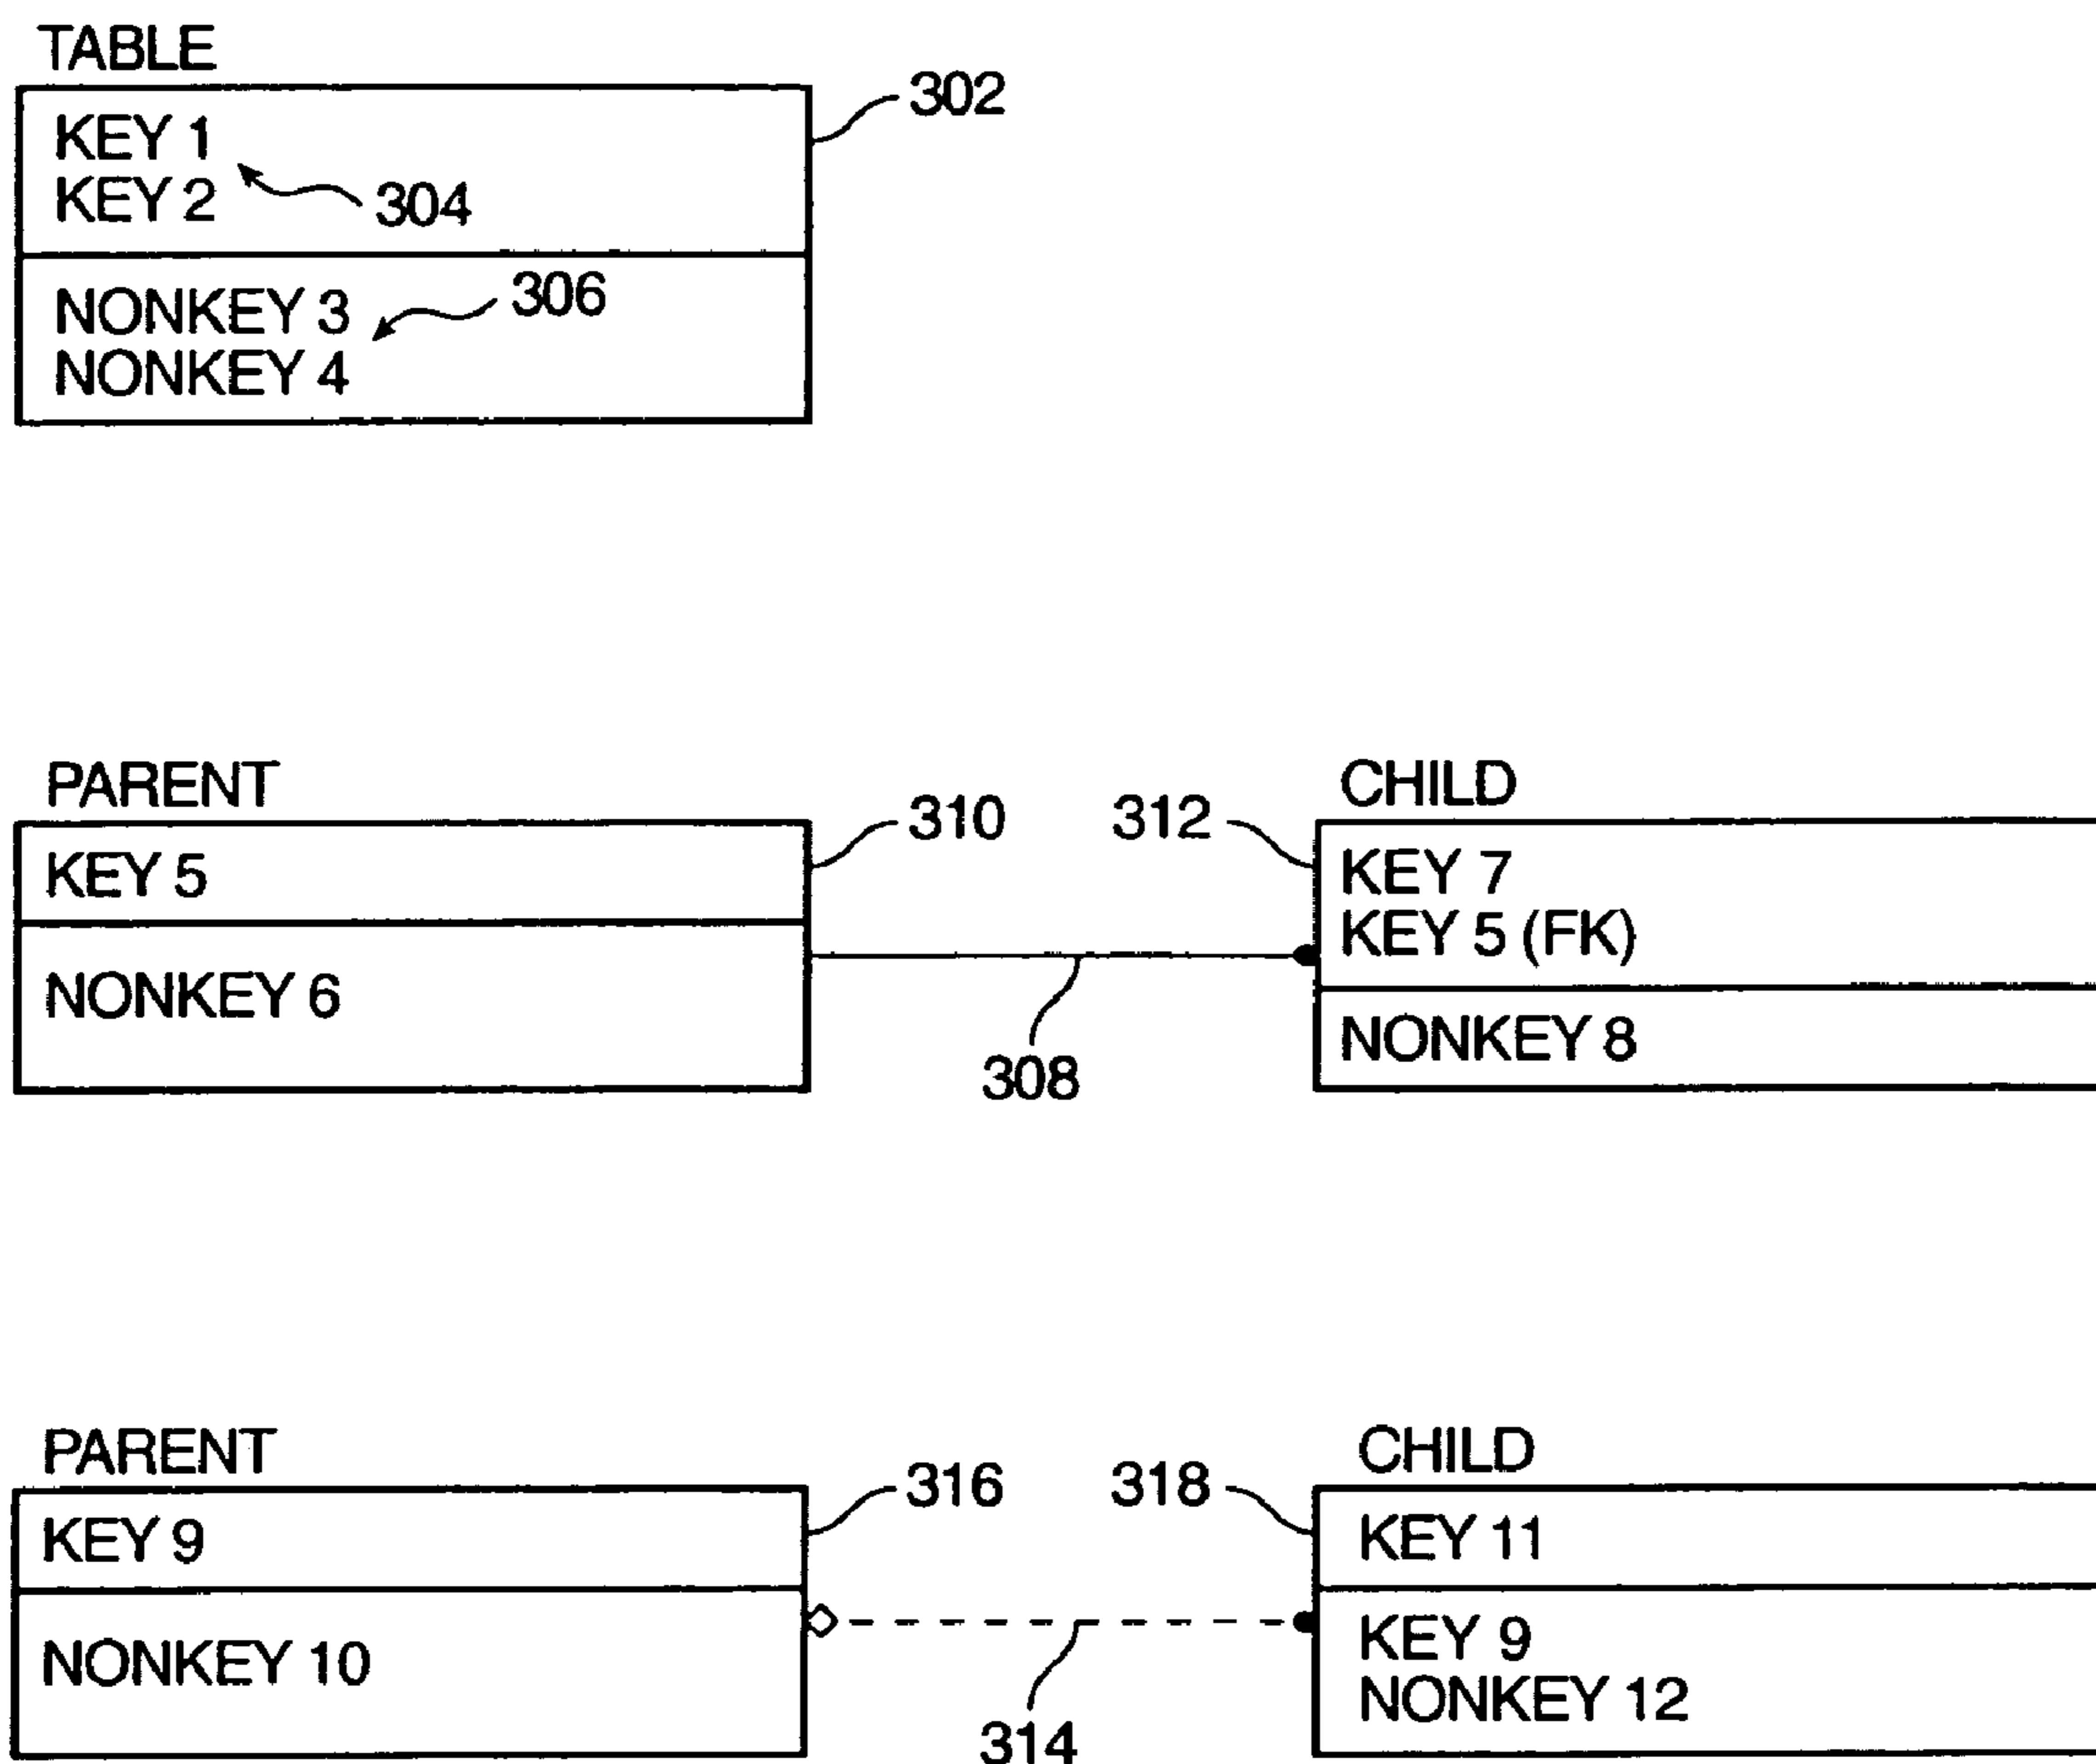 TABLE
302
KEY 1
KEY 2
304
306
NONKEY 3
NONKEY 4
PARENT
310
KEY 5
NONKEY 6
308
312
CHILD
KEY 7
KEY 5 (FK)
NONKEY 8
PARENT
316
KEY 9
NONKEY 10
314
318
CHILD
KEY 11
KEY 9
NONKEY 12